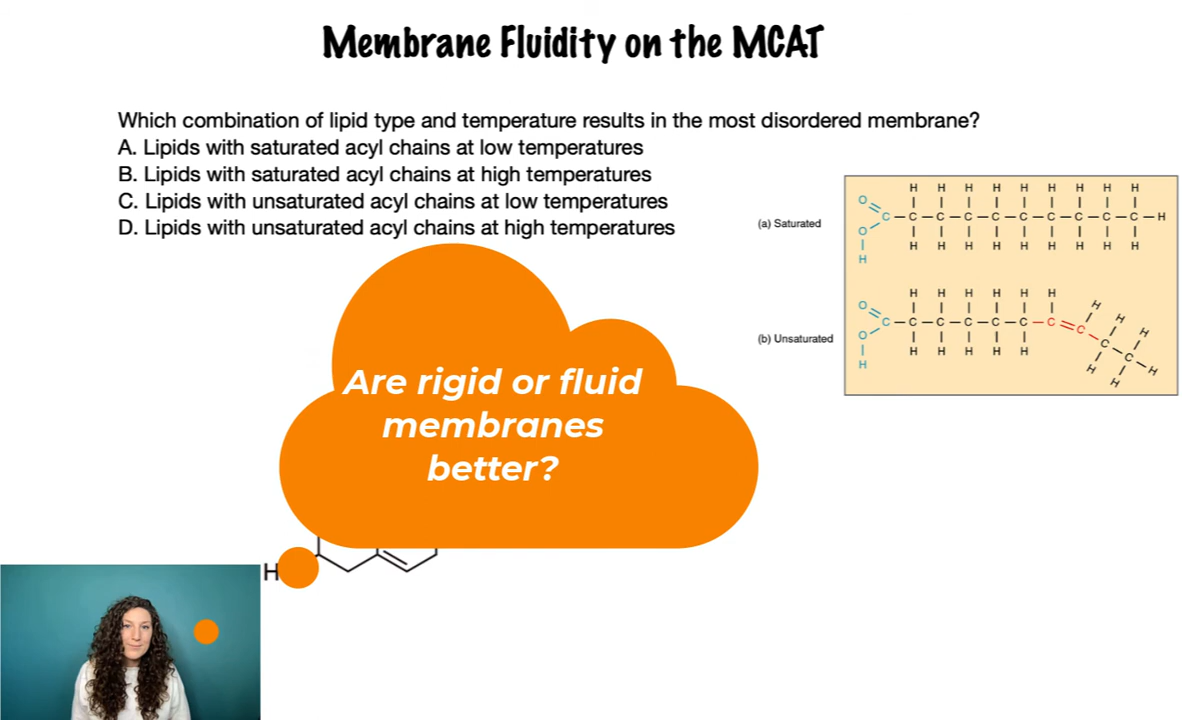 Membrane Fluidity on the MCAT
Which combination of lipid type and temperature results in the most disordered membrane?
A. Lipids with saturated acyl chains at low temperatures
B. Lipids with saturated acyl chains at high temperatures
C. Lipids with unsaturated acyl chains at low temperatures
D. Lipids with unsaturated acyl chains at high temperatures
(a) Saturated
H H H H H H H H H
O
C–C–C–C–C–C–C–C–C–C–H
O
H H H H H H H H H
H
(b) Unsaturated
H H H H H H
O
C–C–C–C–C–C–C=C–C–C–H
O
H H H H H
H
H H H
H H
Are rigid or fluid
membranes
better?
H